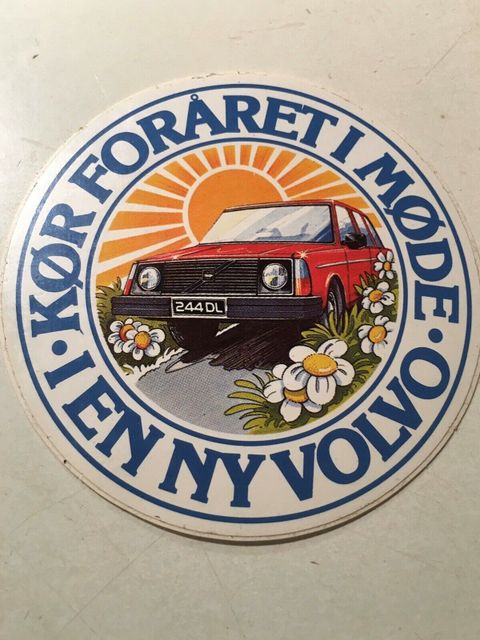 KØR FORÅRET I MØDE
· I EN NY VOLVO ·
244 DL